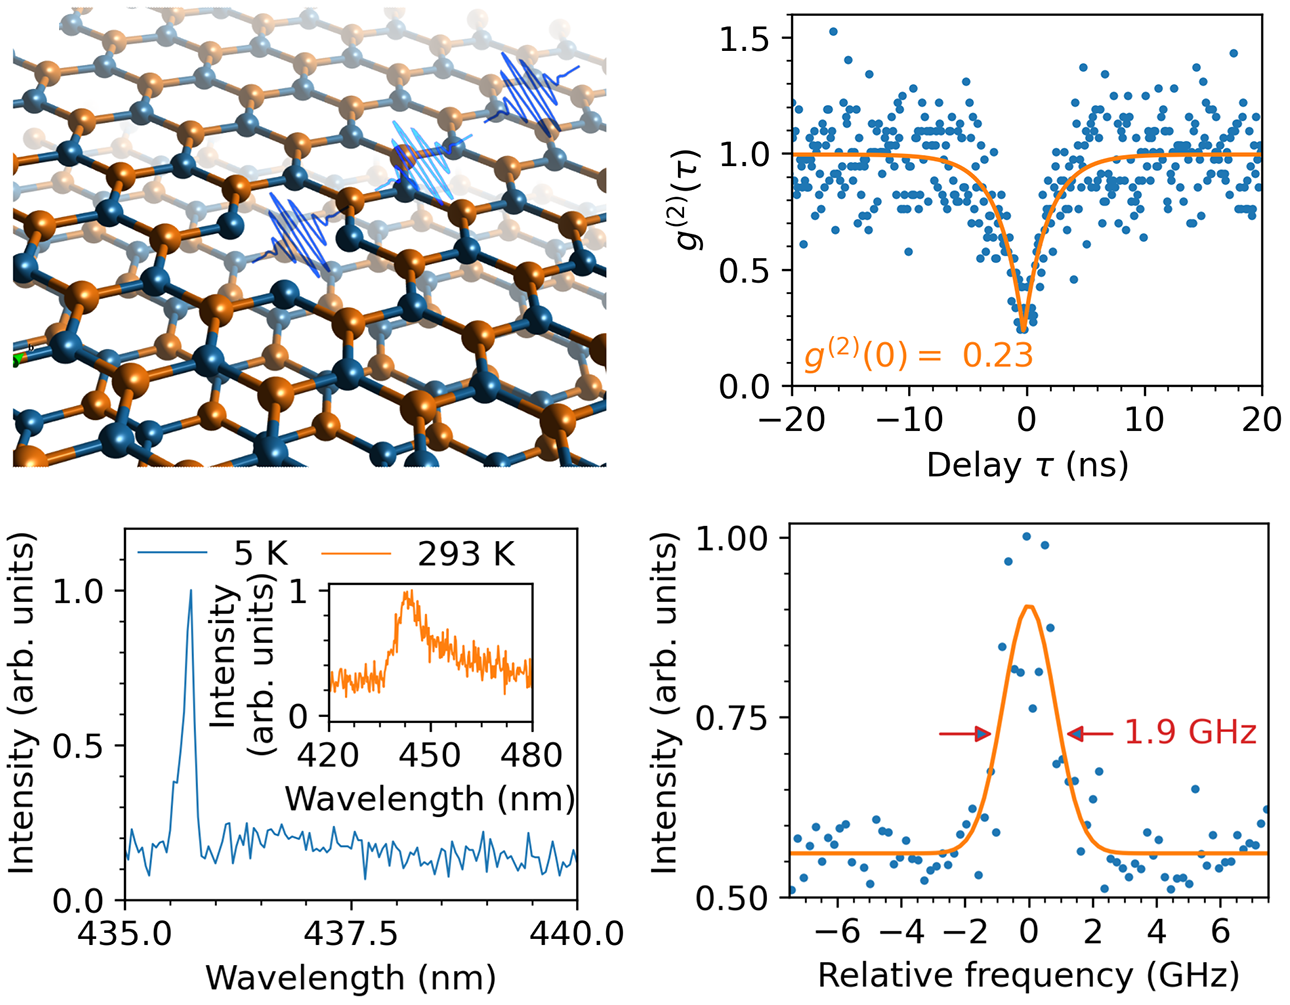 1.5
1.0
0.5
0.0
g(2)(τ)
g(2)(0) = 0.23
−20 −10 0 10 20
Delay τ (ns)
5 K 293 K
1.0
0.5
0.0
Intensity (arb. units)
435.0 437.5 440.0
Wavelength (nm)
1
0
Intensity
(arb. units)
420 450 480
Wavelength (nm)
1.00
0.75
0.50
Intensity (arb. units)
1.9 GHz
−6 −4 −2 0 2 4 6
Relative frequency (GHz)